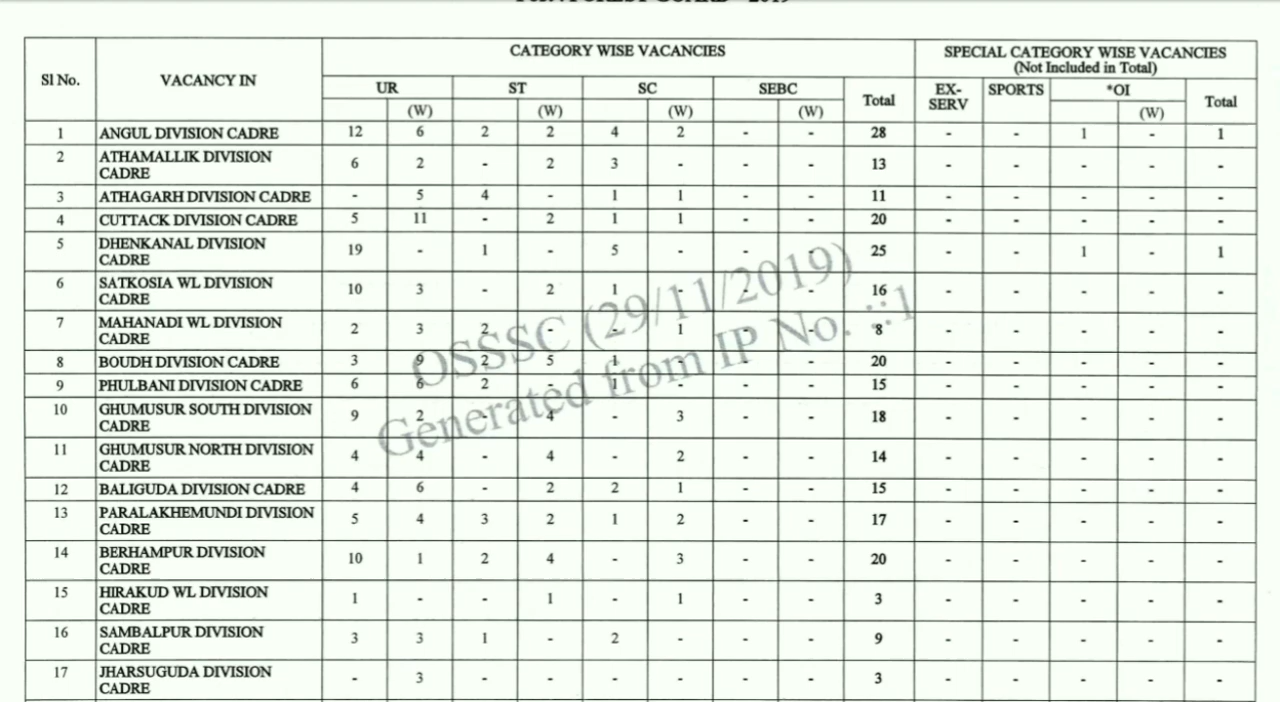 CATEGORY WISE VACANCIES SPECIAL CATEGORY WISE VACANCIES
(Not Included in Total)
Sl No. VACANCY IN UR ST SC SEBC Total EX-SERV SPORTS *OI Total
(W) (W) (W) (W) (W)
1 ANGUL DIVISION CADRE 12 6 2 2 4 2 - - 28 - - 1 - 1
2 ATHAMALLIK DIVISION CADRE 6 2 - 2 3 - - - 13 - - - - -
3 ATHAGARH DIVISION CADRE - 5 4 - 1 1 - - 11 - - - - -
4 CUTTACK DIVISION CADRE 5 11 - 2 1 1 - - 20 - - - - -
5 DHENKANAL DIVISION CADRE 19 - 1 - 5 - - - 25 - - 1 - 1
6 SATKOSIA WL DIVISION CADRE 10 3 - 2 1 - - - 16 - - - - -
7 MAHANADI WL DIVISION CADRE 2 3 2 - - 1 - - 8 - - - - -
8 BOUDH DIVISION CADRE 3 9 2 5 1 - - - 20 - - - - -
9 PHULBANI DIVISION CADRE 6 6 2 - 1 - - - 15 - - - - -
10 GHUMUSUR SOUTH DIVISION CADRE 9 2 - 4 - 3 - - 18 - - - - -
11 GHUMUSUR NORTH DIVISION CADRE 4 4 - 4 - 2 - - 14 - - - - -
12 BALIGUDA DIVISION CADRE 4 6 - 2 2 1 - - 15 - - - - -
13 PARALAKHEMUNDI DIVISION CADRE 5 4 3 2 1 2 - - 17 - - - - -
14 BERHAMPUR DIVISION CADRE 10 1 2 4 - 3 - - 20 - - - - -
15 HIRAKUD WL DIVISION CADRE 1 - - 1 - 1 - - 3 - - - - -
16 SAMBALPUR DIVISION CADRE 3 3 1 - 2 - - - 9 - - - - -
17 JHARSUGUDA DIVISION CADRE - 3 - - - - - - 3 - - - - -
OSSSC (29/11/2019)
Generated from IP No. ::1